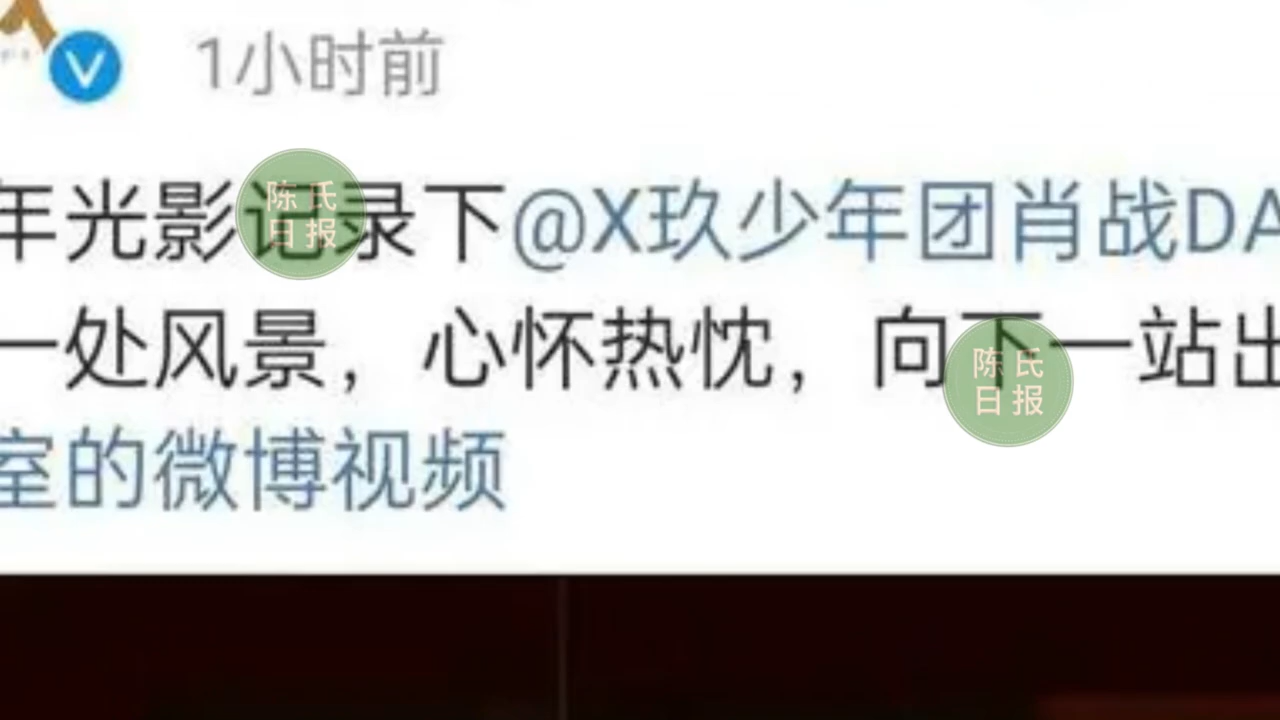 1小时前
年光影记录下@X玖少年团肖战DA
一处风景，心怀热忱，向下一站出
室的微博视频
陈氏
日报
陈氏
日报